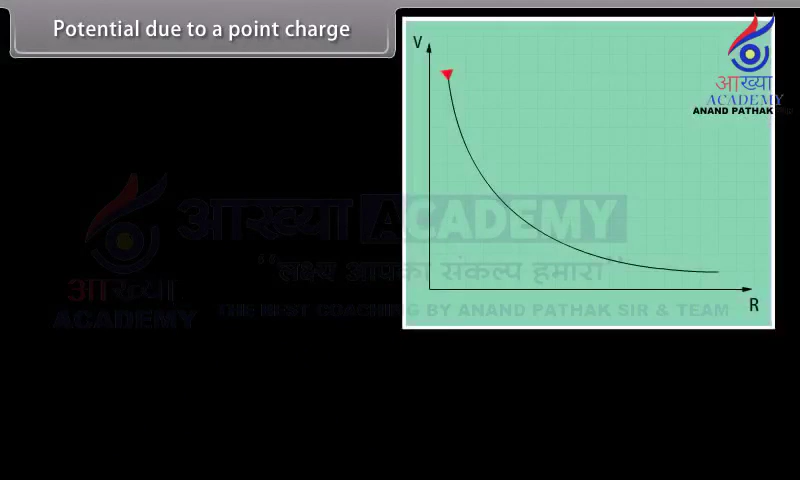 Potential due to a point charge
V
R
आख्या
ACADEMY
ANAND PATHAK
आख्या ACADEMY
"लक्ष्य आपका संकल्प हमारा"
THE BEST COACHING BY ANAND PATHAK SIR & TEAM
आख्या
ACADEMY